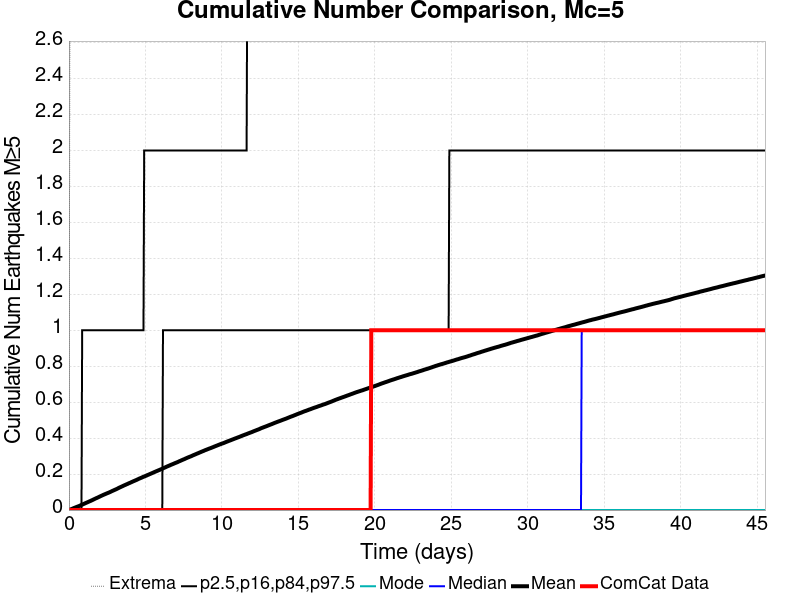 Cumulative Number Comparison, Mc=5
Cumulative Num Earthquakes M≥5
2.6
2.4
2.2
2
1.8
1.6
1.4
1.2
1
0.8
0.6
0.4
0.2
0
0 5 10 15 20 25 30 35 40 45
Time (days)
Extrema p2.5,p16,p84,p97.5 Mode Median Mean ComCat Data